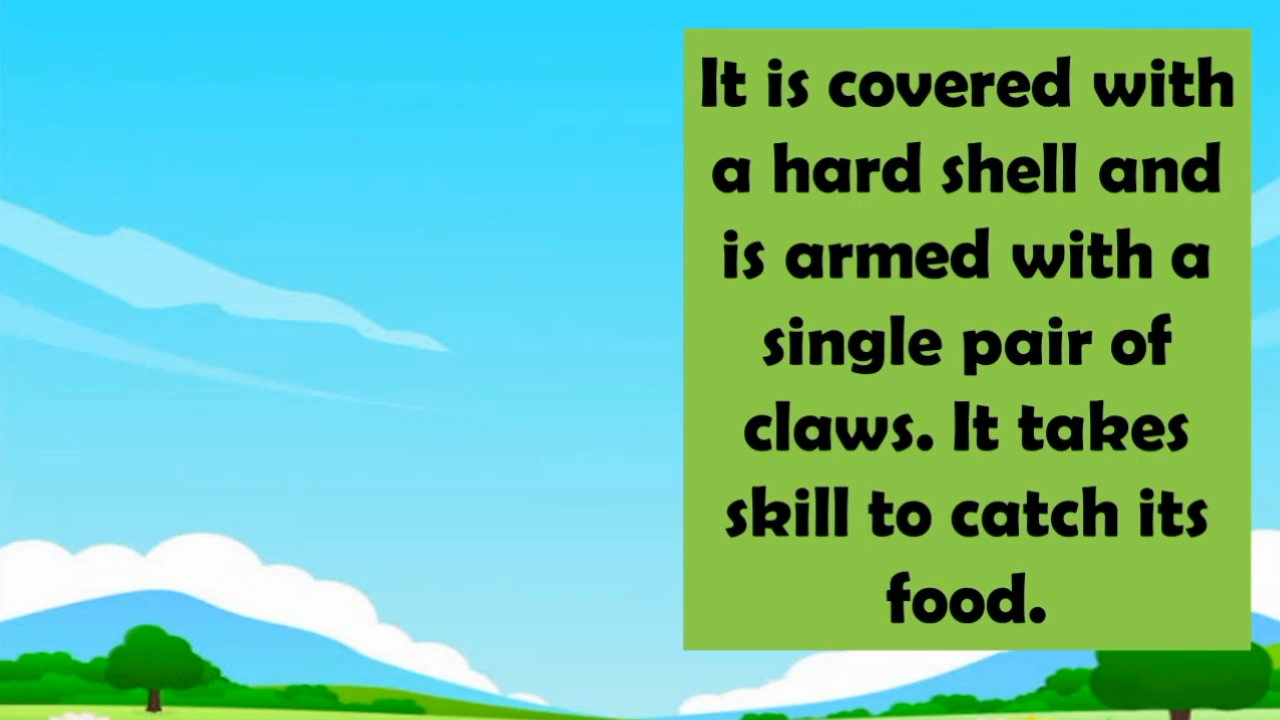 It is covered with
a hard shell and
is armed with a
single pair of
claws. It takes
skill to catch its
food.